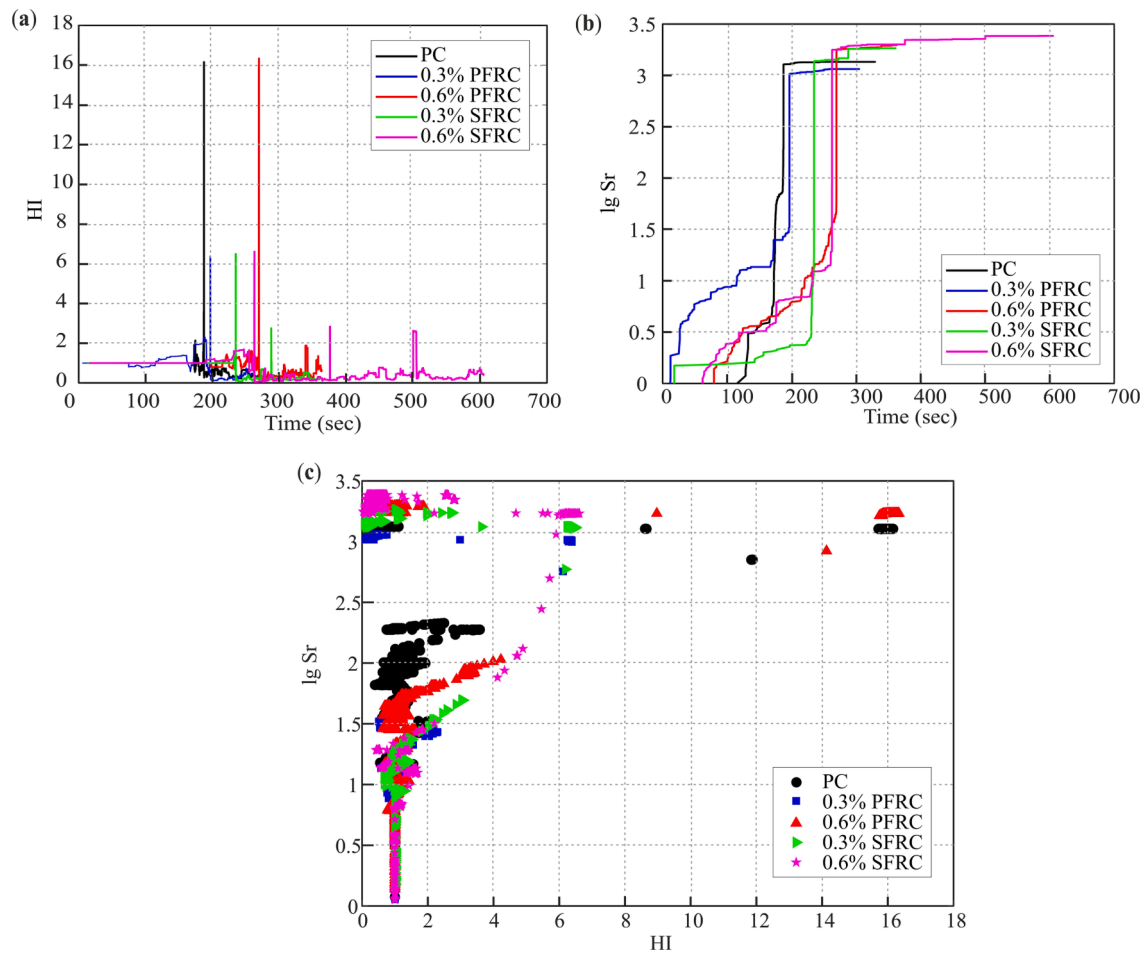 (a)
HI
18
16
14
12
10
8
6
4
2
0
0 100 200 300 400 500 600 700
Time (sec)
PC
0.3% PFRC
0.6% PFRC
0.3% SFRC
0.6% SFRC
(b)
lg Sr
3.5
3
2.5
2
1.5
1
0.5
0
0 100 200 300 400 500 600 700
Time (sec)
PC
0.3% PFRC
0.6% PFRC
0.3% SFRC
0.6% SFRC
(c)
lg Sr
3.5
3
2.5
2
1.5
1
0.5
0
0 2 4 6 8 10 12 14 16 18
HI
PC
0.3% PFRC
0.6% PFRC
0.3% SFRC
0.6% SFRC